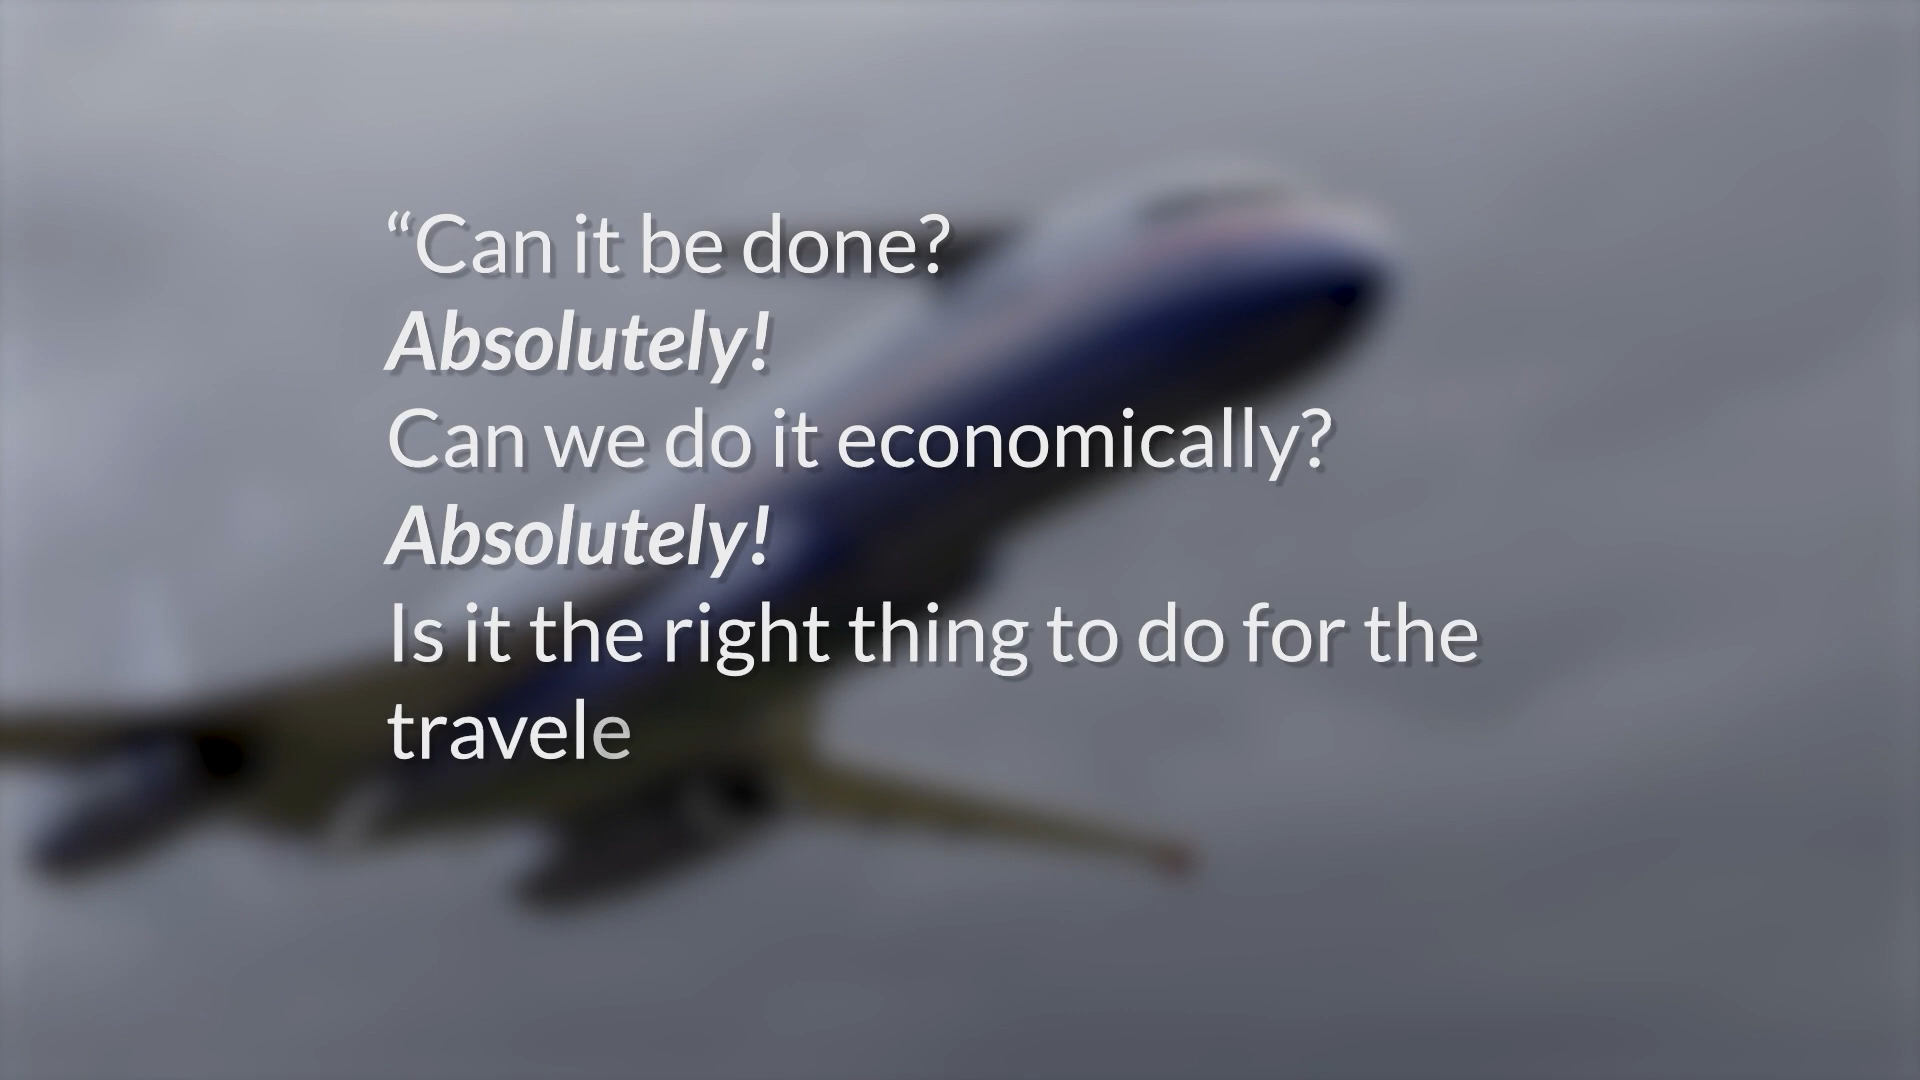 “Can it be done?
Absolutely!
Can we do it economically?
Absolutely!
Is it the right thing to do for the
travele